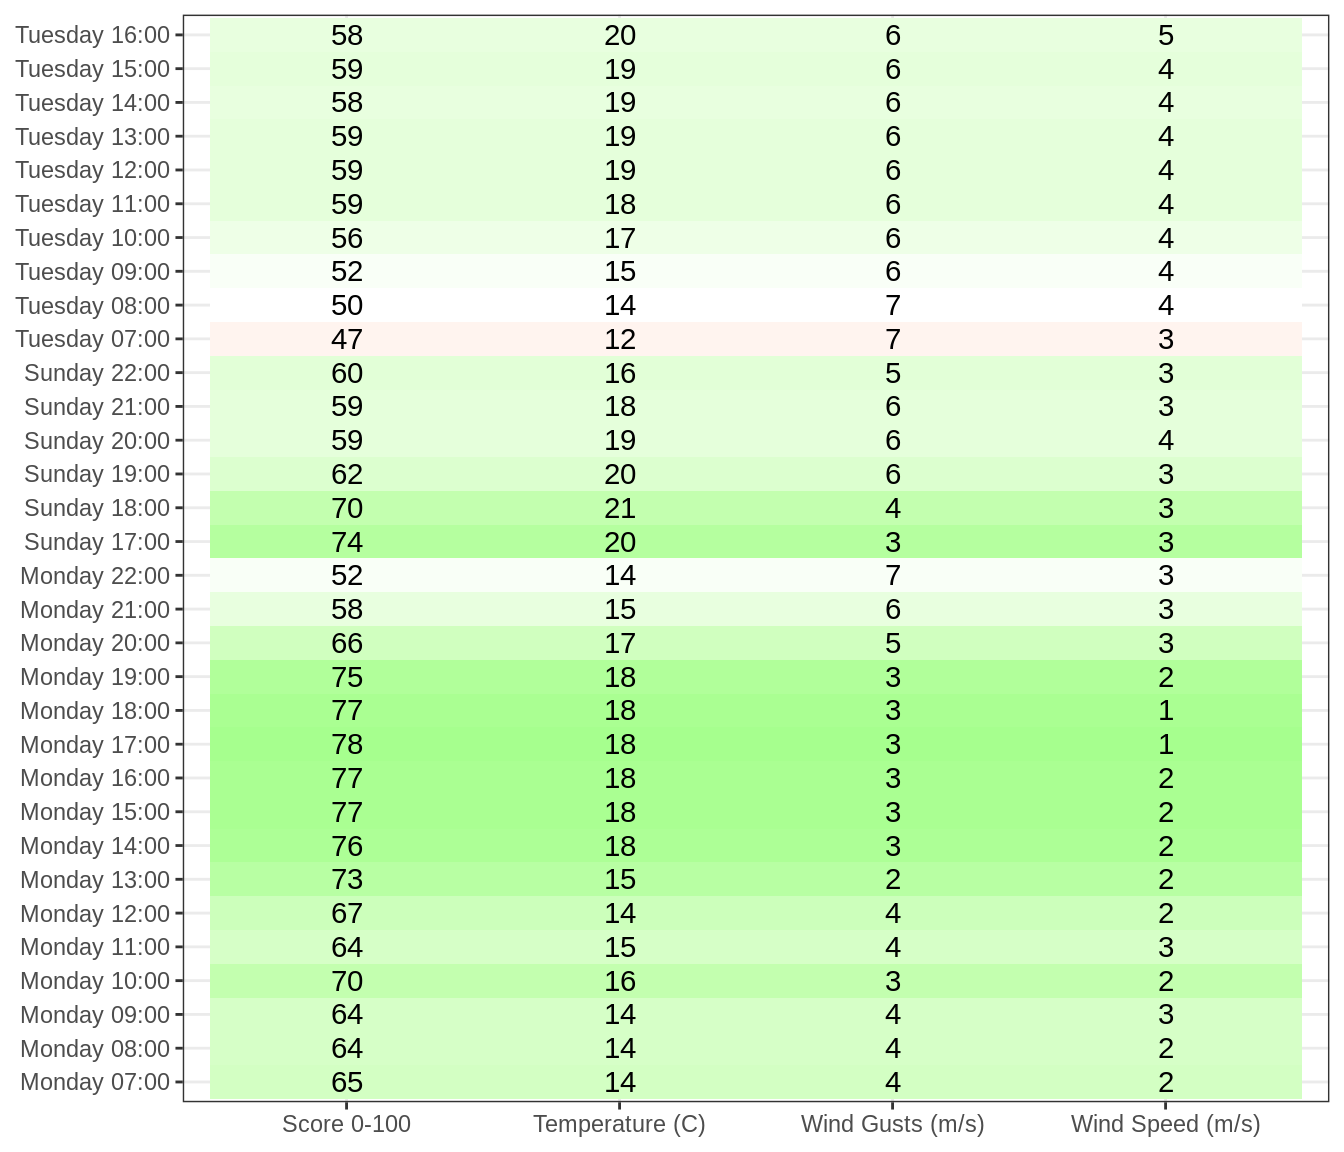 Tuesday 16:00 58 20 6 5
Tuesday 15:00 59 19 6 4
Tuesday 14:00 58 19 6 4
Tuesday 13:00 59 19 6 4
Tuesday 12:00 59 19 6 4
Tuesday 11:00 59 18 6 4
Tuesday 10:00 56 17 6 4
Tuesday 09:00 52 15 6 4
Tuesday 08:00 50 14 7 4
Tuesday 07:00 47 12 7 3
Sunday 22:00 60 16 5 3
Sunday 21:00 59 18 6 3
Sunday 20:00 59 19 6 4
Sunday 19:00 62 20 6 3
Sunday 18:00 70 21 4 3
Sunday 17:00 74 20 3 3
Monday 22:00 52 14 7 3
Monday 21:00 58 15 6 3
Monday 20:00 66 17 5 3
Monday 19:00 75 18 3 2
Monday 18:00 77 18 3 1
Monday 17:00 78 18 3 1
Monday 16:00 77 18 3 2
Monday 15:00 77 18 3 2
Monday 14:00 76 18 3 2
Monday 13:00 73 15 2 2
Monday 12:00 67 14 4 2
Monday 11:00 64 15 4 3
Monday 10:00 70 16 3 2
Monday 09:00 64 14 4 3
Monday 08:00 64 14 4 2
Monday 07:00 65 14 4 2
Score 0-100 Temperature (C) Wind Gusts (m/s) Wind Speed (m/s)